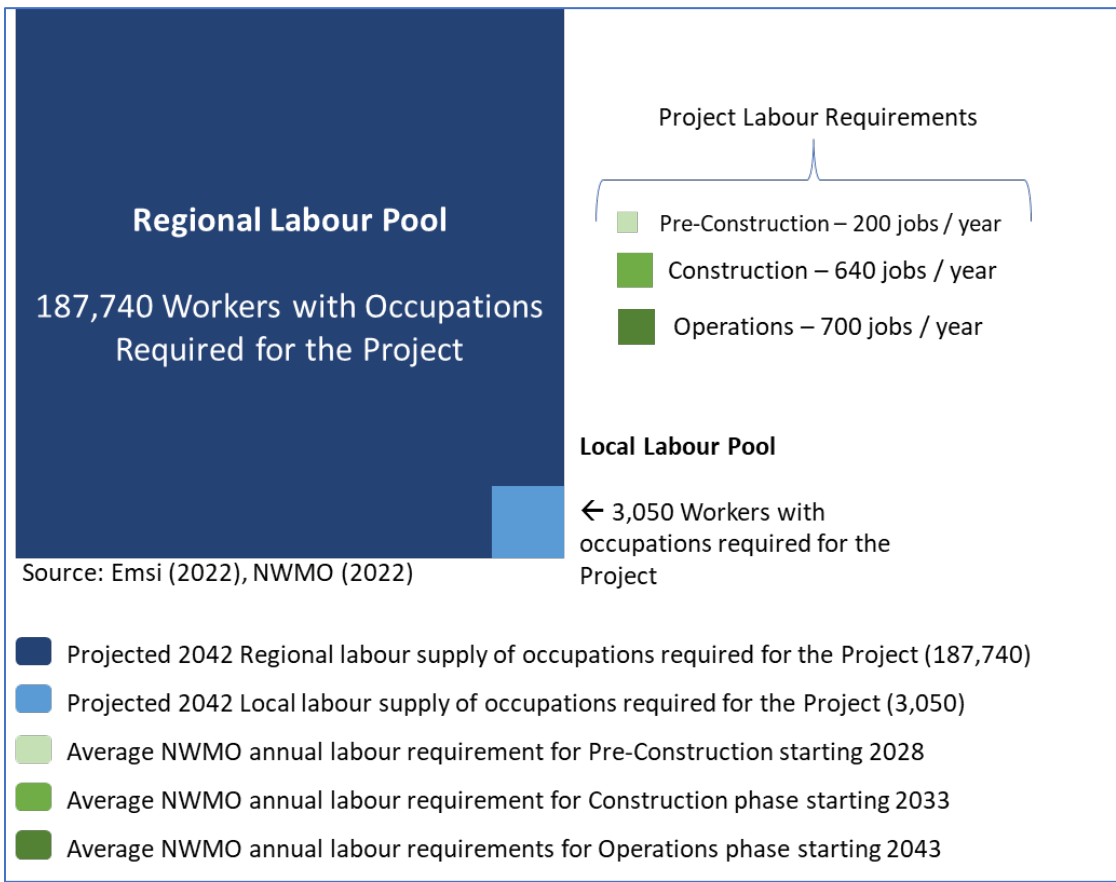 Regional Labour Pool
187,740 Workers with Occupations
Required for the Project
Project Labour Requirements
Pre-Construction – 200 jobs / year
Construction – 640 jobs / year
Operations – 700 jobs / year
Local Labour Pool
← 3,050 Workers with
occupations required for the
Project
Source: Emsi (2022), NWMO (2022)
Projected 2042 Regional labour supply of occupations required for the Project (187,740)
Projected 2042 Local labour supply of occupations required for the Project (3,050)
Average NWMO annual labour requirement for Pre-Construction starting 2028
Average NWMO annual labour requirement for Construction phase starting 2033
Average NWMO annual labour requirements for Operations phase starting 2043